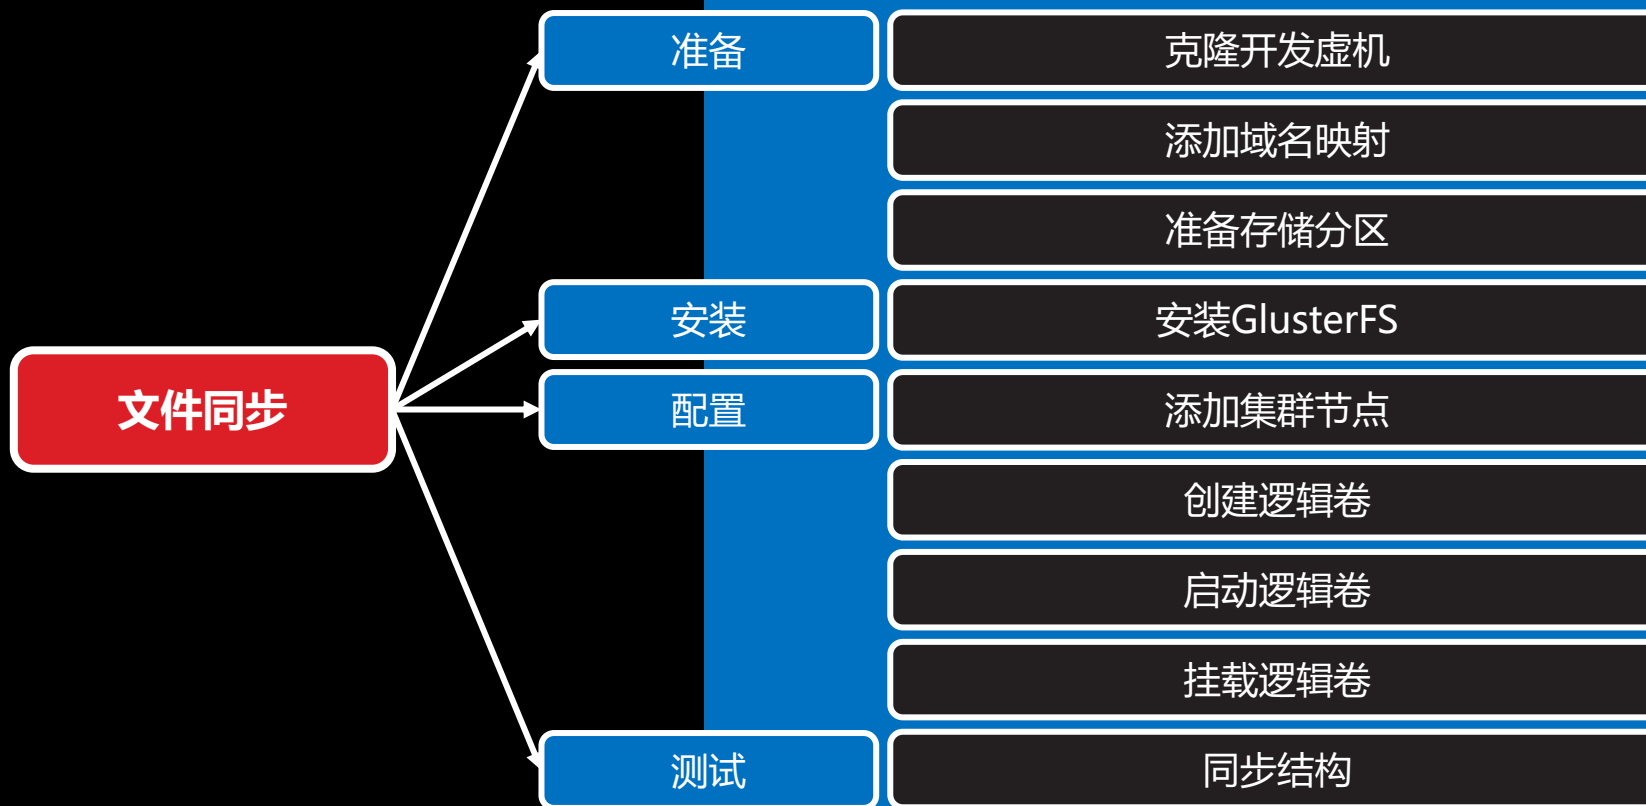 文件同步
准备
克隆开发虚机
添加域名映射
准备存储分区
安装
安装GlusterFS
配置
添加集群节点
创建逻辑卷
启动逻辑卷
挂载逻辑卷
测试
同步结构